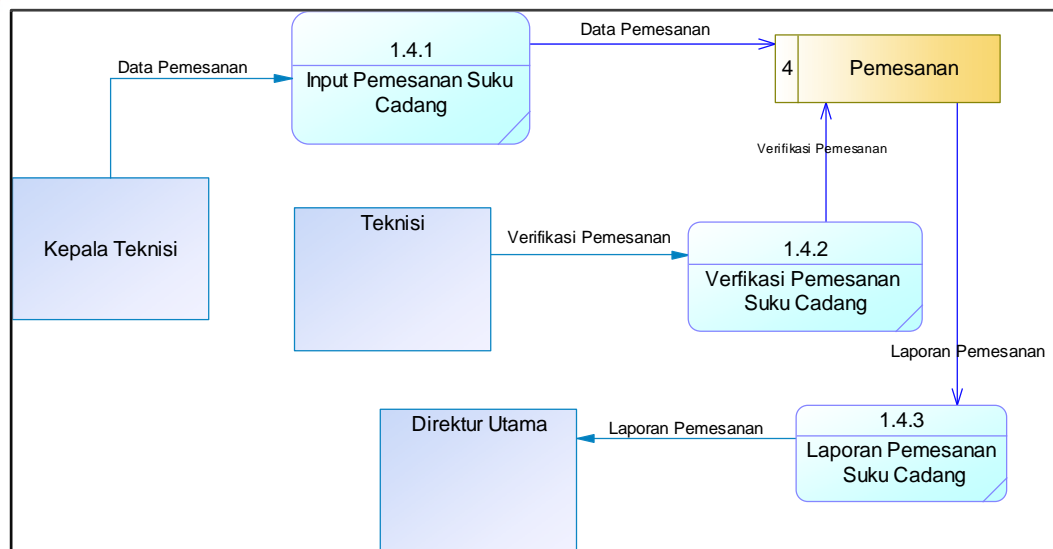 Data Pemesanan
1.4.1
Input Pemesanan Suku
Cadang
Data Pemesanan
4
Pemesanan
Verifikasi Pemesanan
Kepala Teknisi
Teknisi
Verifikasi Pemesanan
1.4.2
Verfikasi Pemesanan
Suku Cadang
Laporan Pemesanan
Direktur Utama
Laporan Pemesanan
1.4.3
Laporan Pemesanan
Suku Cadang